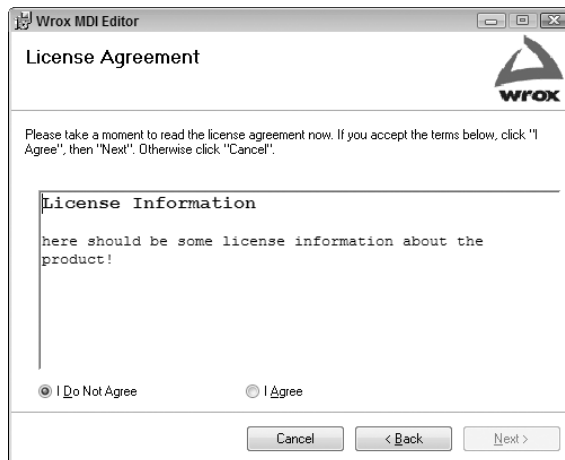 Wrox MDI Editor
License Agreement
wrox
Please take a moment to read the license agreement now. If you accept the terms below, click "I
Agree", then "Next". Otherwise click "Cancel".
License Information
here should be some license information about the
product!
I Do Not Agree
I Agree
Cancel
< Back
Next >